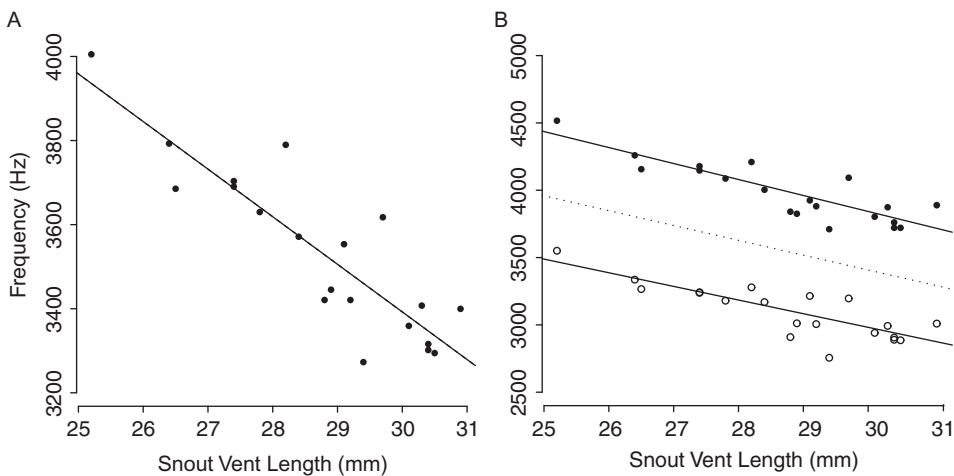 A
B
Frequency (Hz)
4000
3800
3600
3400
3200
25 26 27 28 29 30 31
Snout Vent Length (mm)
5000
4500
4000
3500
3000
2500
25 26 27 28 29 30 31
Snout Vent Length (mm)